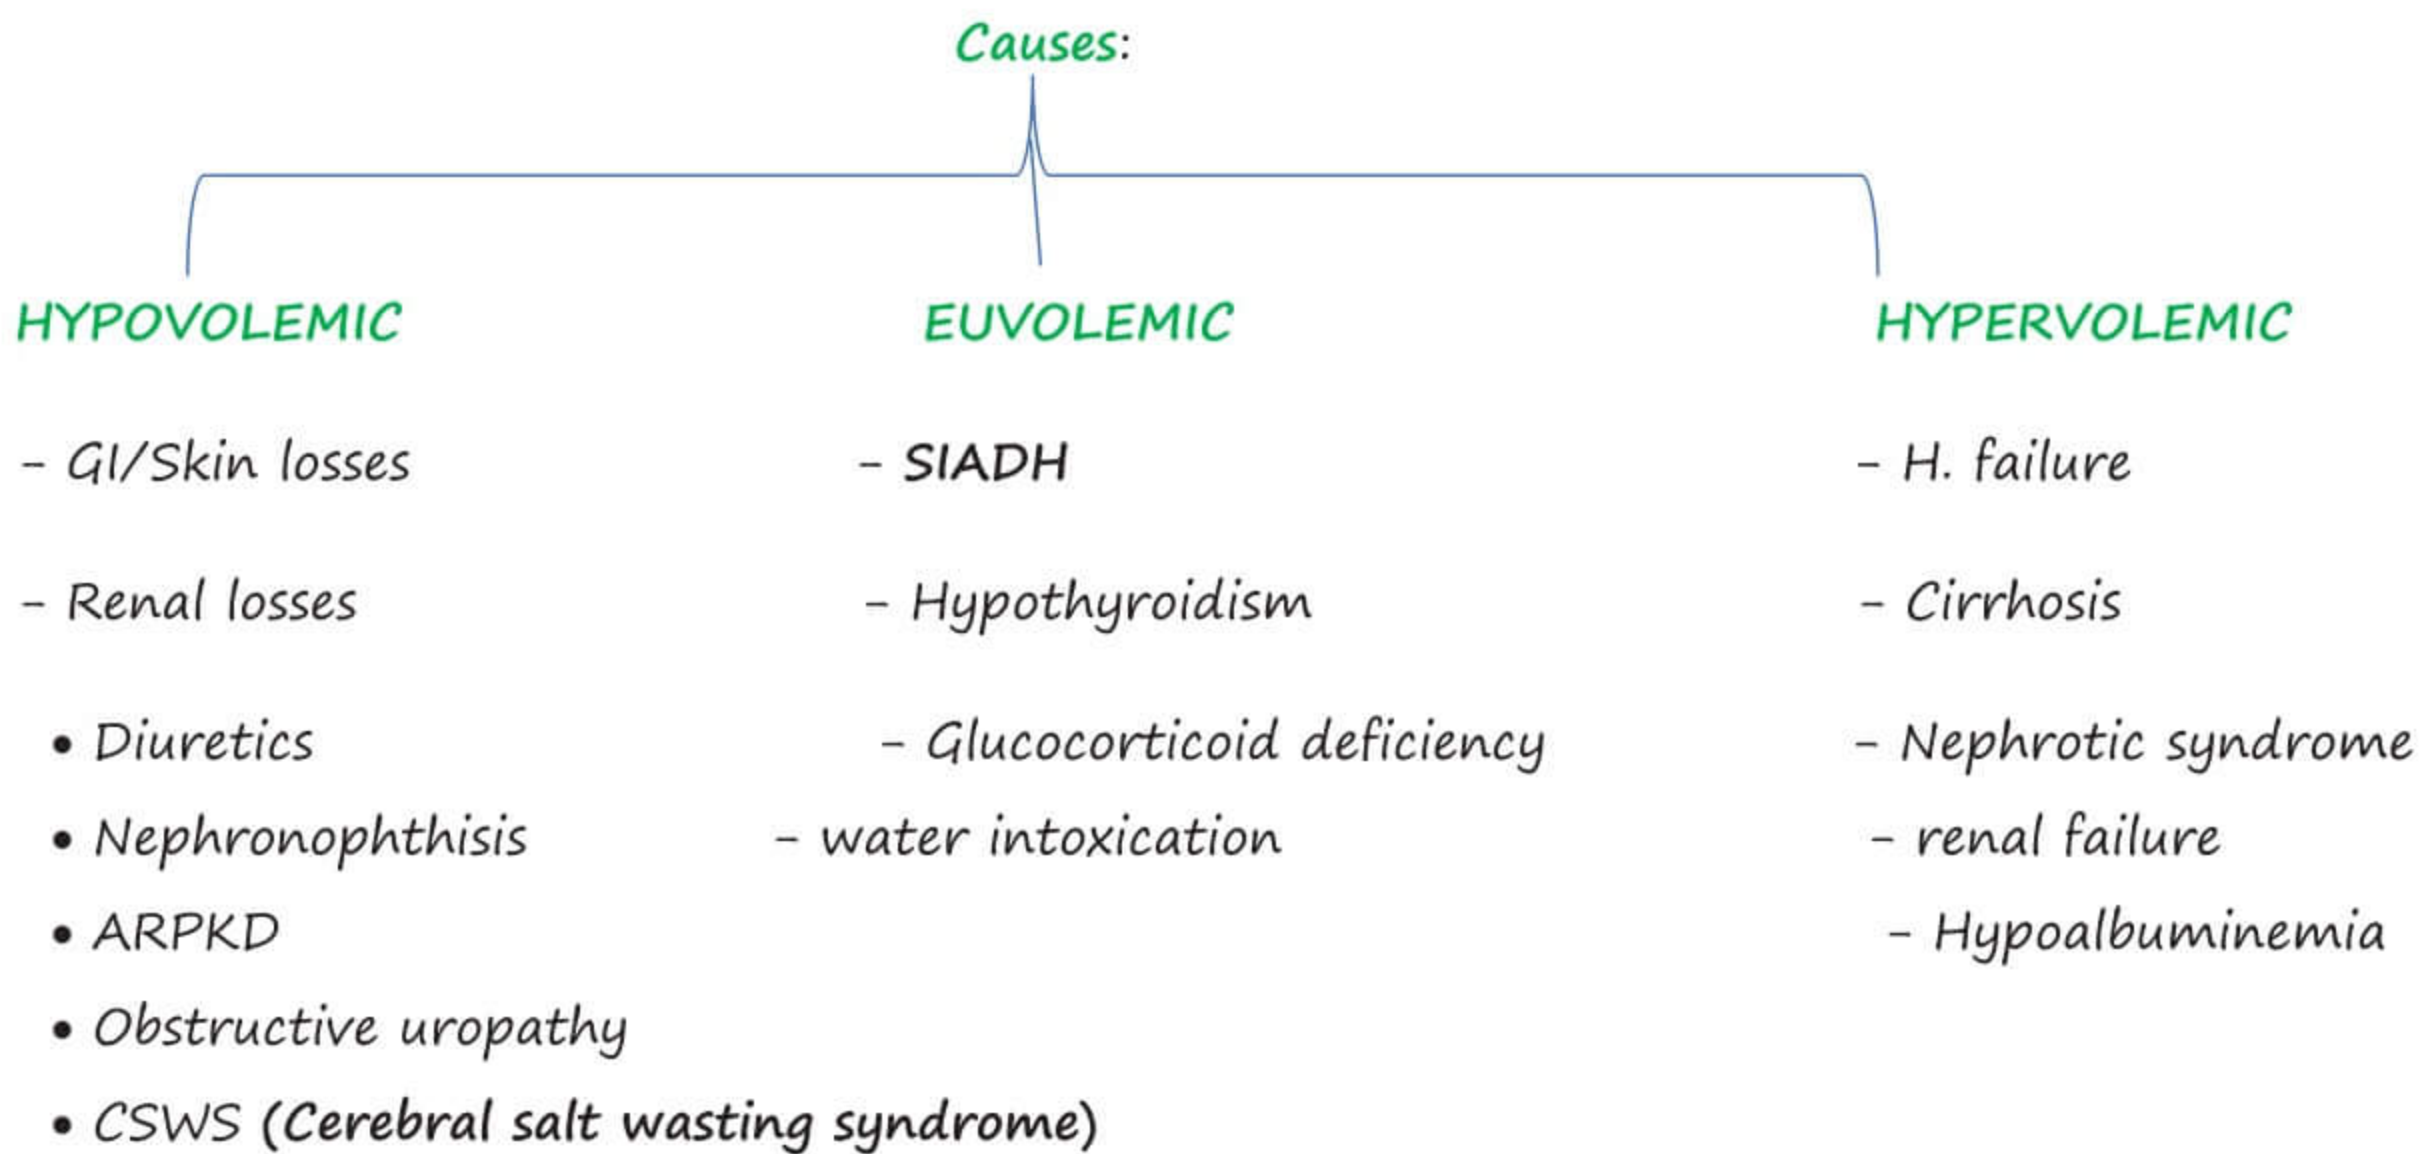 Causes:
HYPOVOLEMIC
- GI/Skin losses
- Renal losses
• Diuretics
• Nephronophthisis
• ARPKD
• Obstructive uropathy
• CSWS (Cerebral salt wasting syndrome)
EUVOLEMIC
- SIADH
- Hypothyroidism
- Glucocorticoid deficiency
- water intoxication
HYPERVOLEMIC
- H. failure
- Cirrhosis
- Nephrotic syndrome
- renal failure
- Hypoalbuminemia